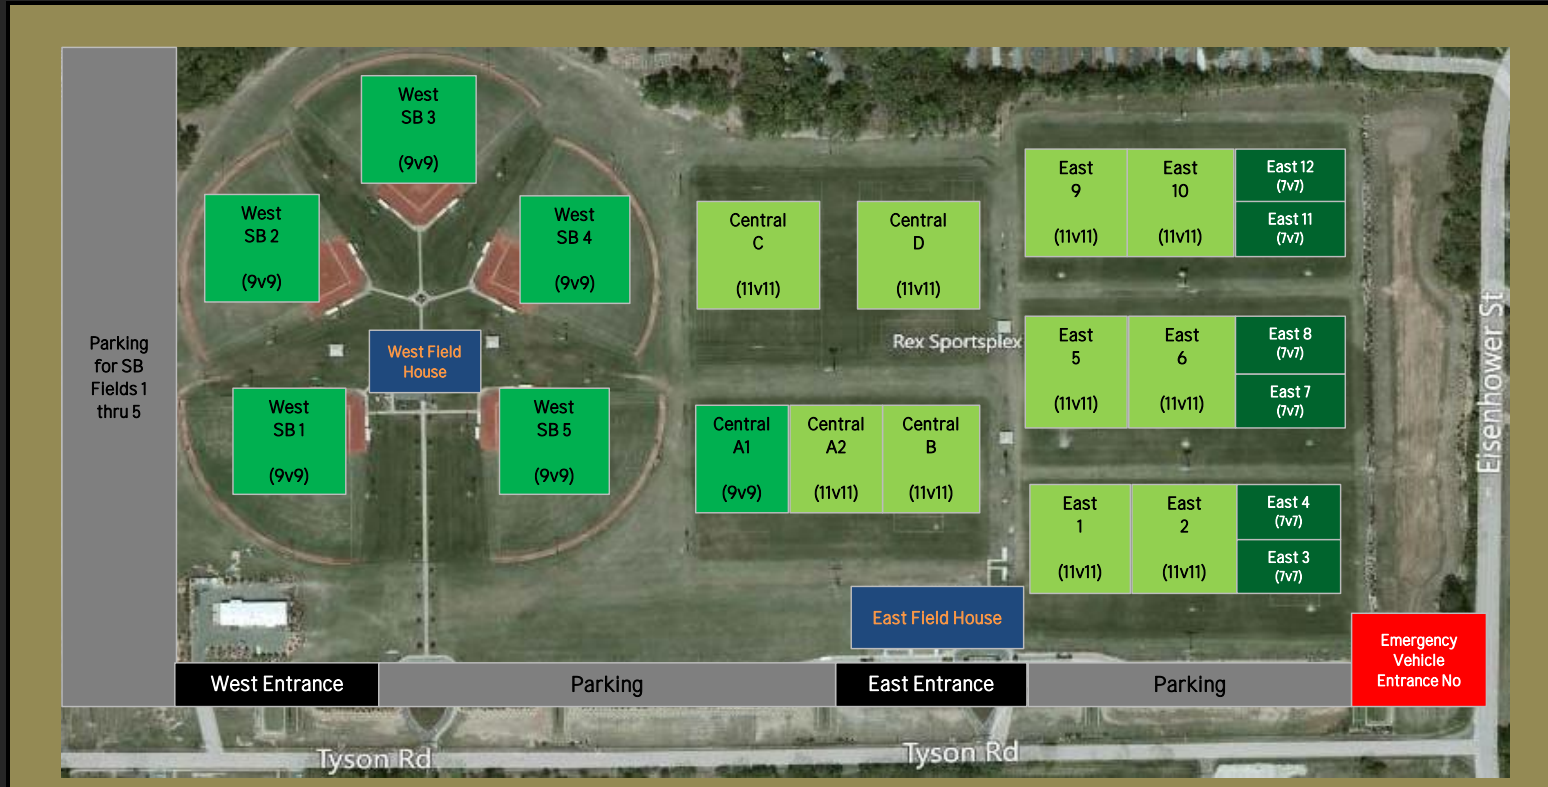 West
SB 3
(9v9)
West
SB 2
(9v9)
West
SB 4
(9v9)
West Field
House
West
SB 1
(9v9)
West
SB 5
(9v9)
Parking
for SB
Fields 1
thru 5
Central
C
(11v11)
Central
D
(11v11)
Rex Sportsplex
Central
A1
(9v9)
Central
A2
(11v11)
Central
B
(11v11)
East
9
(11v11)
East
10
(11v11)
East 12
(7v7)
East 11
(7v7)
East
5
(11v11)
East
6
(11v11)
East 8
(7v7)
East 7
(7v7)
East
1
(11v11)
East
2
(11v11)
East 4
(7v7)
East 3
(7v7)
Eisenhower St
East Field House
Emergency
Vehicle
Entrance No
West Entrance
Parking
East Entrance
Parking
Tyson Rd
Tyson Rd